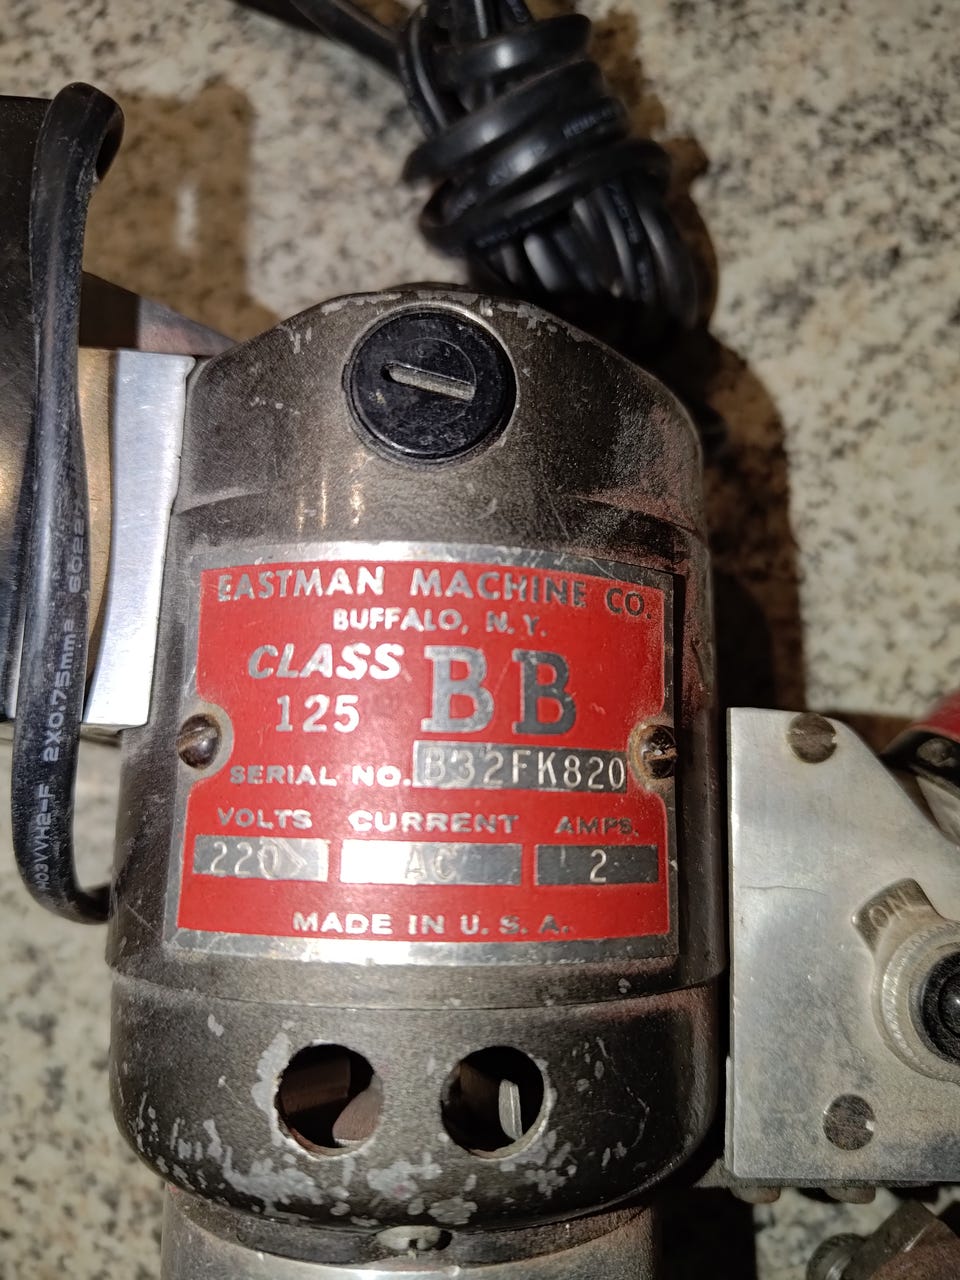 EASTMAN MACHINE CO.
BUFFALO, N.Y.
CLASS BB
125
SERIAL NO. B32FK820
VOLTS CURRENT AMPS.
220 AC 2
MADE IN U.S.A.
ON
H03VVH2-F 2X0.75mm²